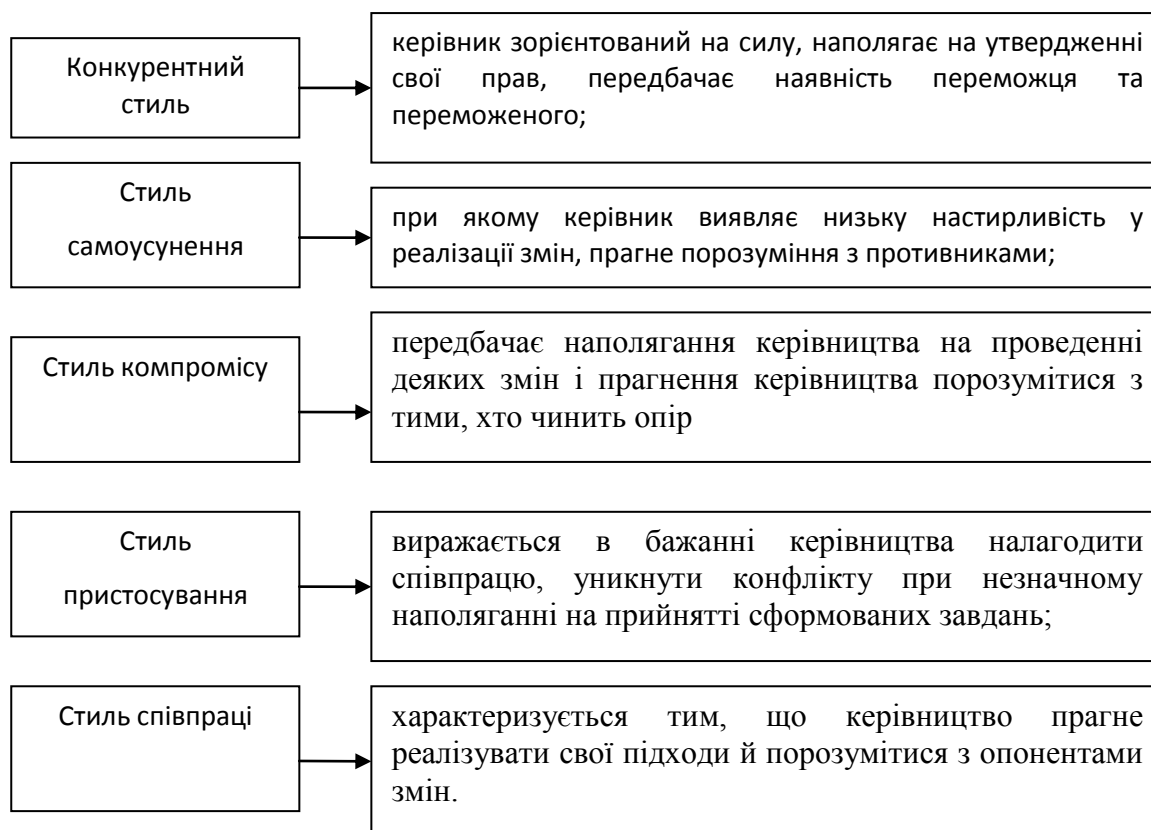 Конкурентний
стиль
керівник зорієнтований на силу, наполягає на утвердженні
свої прав, передбачає наявність переможця та
переможеного;
Стиль
самоусунення
при якому керівник виявляє низьку настирливість у
реалізації змін, прагне порозуміння з противниками;
Стиль компромісу
передбачає наполягання керівництва на проведенні
деяких змін і прагнення керівництва порозумітися з
тими, хто чинить опір
Стиль
пристосування
виражається в бажанні керівництва налагодити
співпрацю, уникнути конфлікту при незначному
наполяганні на прийнятті сформованих завдань;
Стиль співпраці
характеризується тим, що керівництво прагне
реалізувати свої підходи й порозумітися з опонентами
змін.